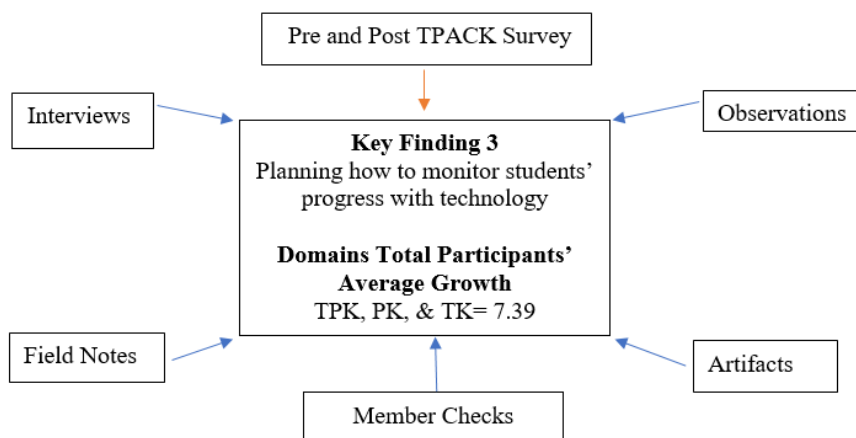 Pre and Post TPACK Survey
Interviews
Observations
Key Finding 3
Planning how to monitor students’
progress with technology
Domains Total Participants’
Average Growth
TPK, PK, & TK= 7.39
Field Notes
Artifacts
Member Checks